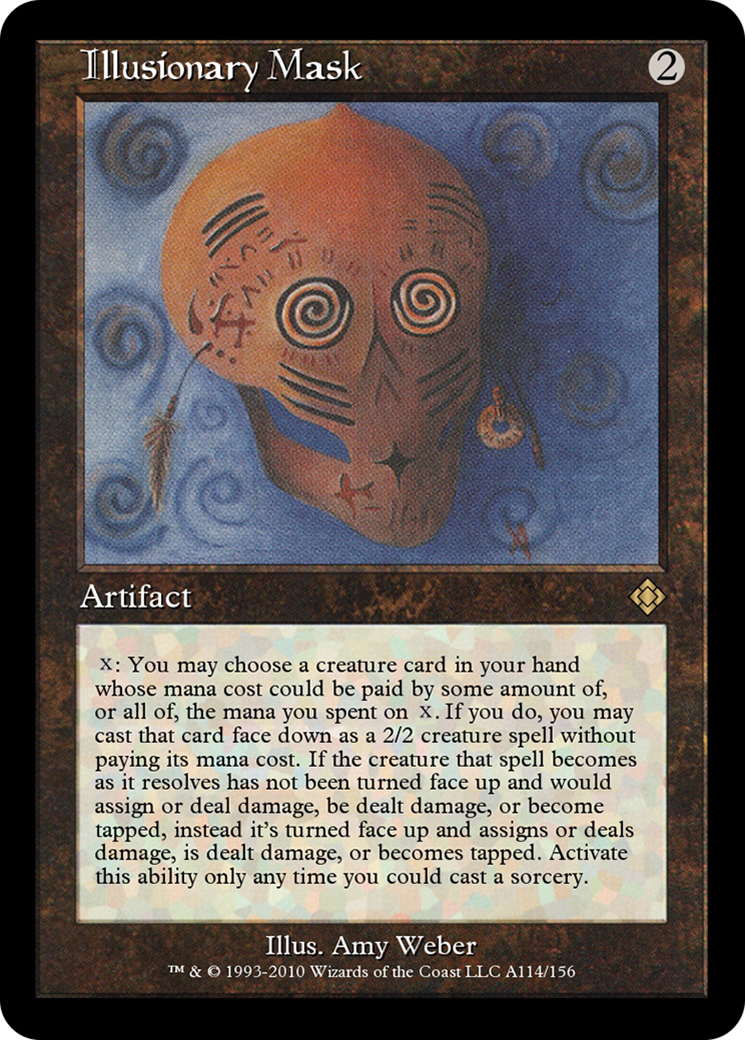 Illusionary Mask 2
Artifact
X: You may choose a creature card in your hand
whose mana cost could be paid by some amount of,
or all of, the mana you spent on X. If you do, you may
cast that card face down as a 2/2 creature spell without
paying its mana cost. If the creature that spell becomes
as it resolves has not been turned face up and would
assign or deal damage, be dealt damage, or become
tapped, instead it's turned face up and assigns or deals
damage, is dealt damage, or becomes tapped. Activate
this ability only any time you could cast a sorcery.
Illus. Amy Weber
™ & © 1993-2010 Wizards of the Coast LLC A114/156